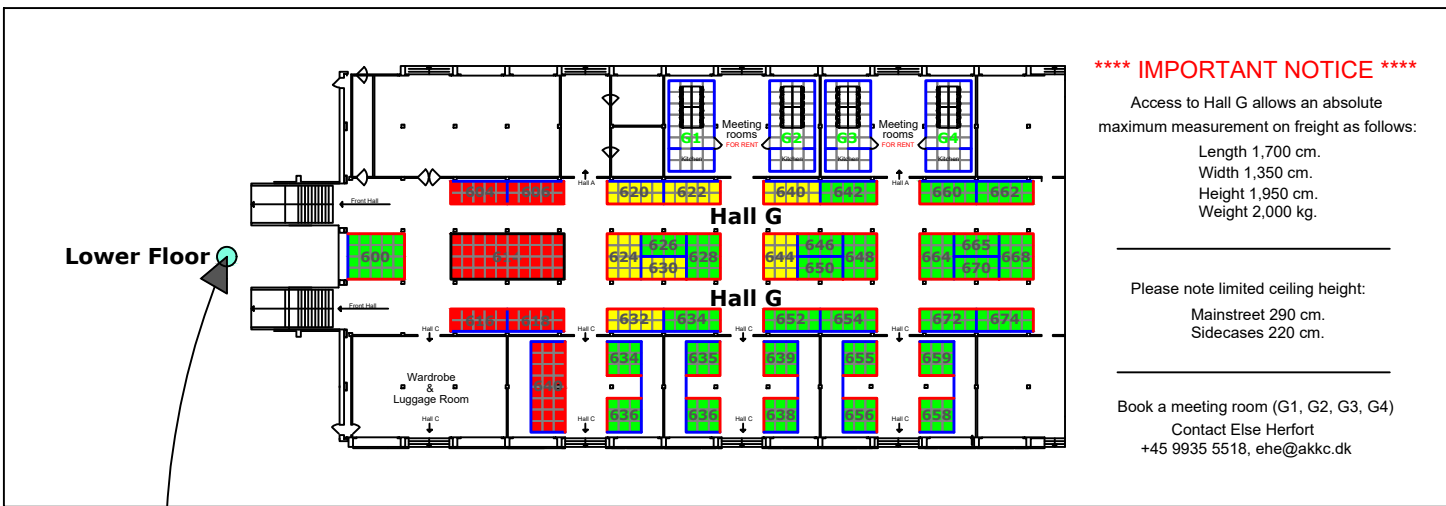 **** IMPORTANT NOTICE ****
Access to Hall G allows an absolute
maximum measurement on freight as follows:
Length 1,700 cm.
Width 1,350 cm.
Height 1,950 cm.
Weight 2,000 kg.
Please note limited ceiling height:
Mainstreet 290 cm.
Sidecases 220 cm.
Book a meeting room (G1, G2, G3, G4)
Contact Else Herfort
+45 9935 5518, ehe@akkc.dk
Meeting
rooms
FOR RENT
Meeting
rooms
FOR RENT
G1
G2
G3
G4
Kitchen
Kitchen
Kitchen
Kitchen
Hall A
Hall A
620
622
640
642
660
662
Front Hall
Hall G
Lower Floor
600
624
626
630
628
644
646
650
648
664
665
670
668
Hall G
Front Hall
632
634
652
654
672
674
Hall C
Hall C
Hall C
Hall C
634
635
639
655
659
Wardrobe
&
Luggage Room
636
636
638
656
658
Hall C
Hall C
Hall C
Hall C